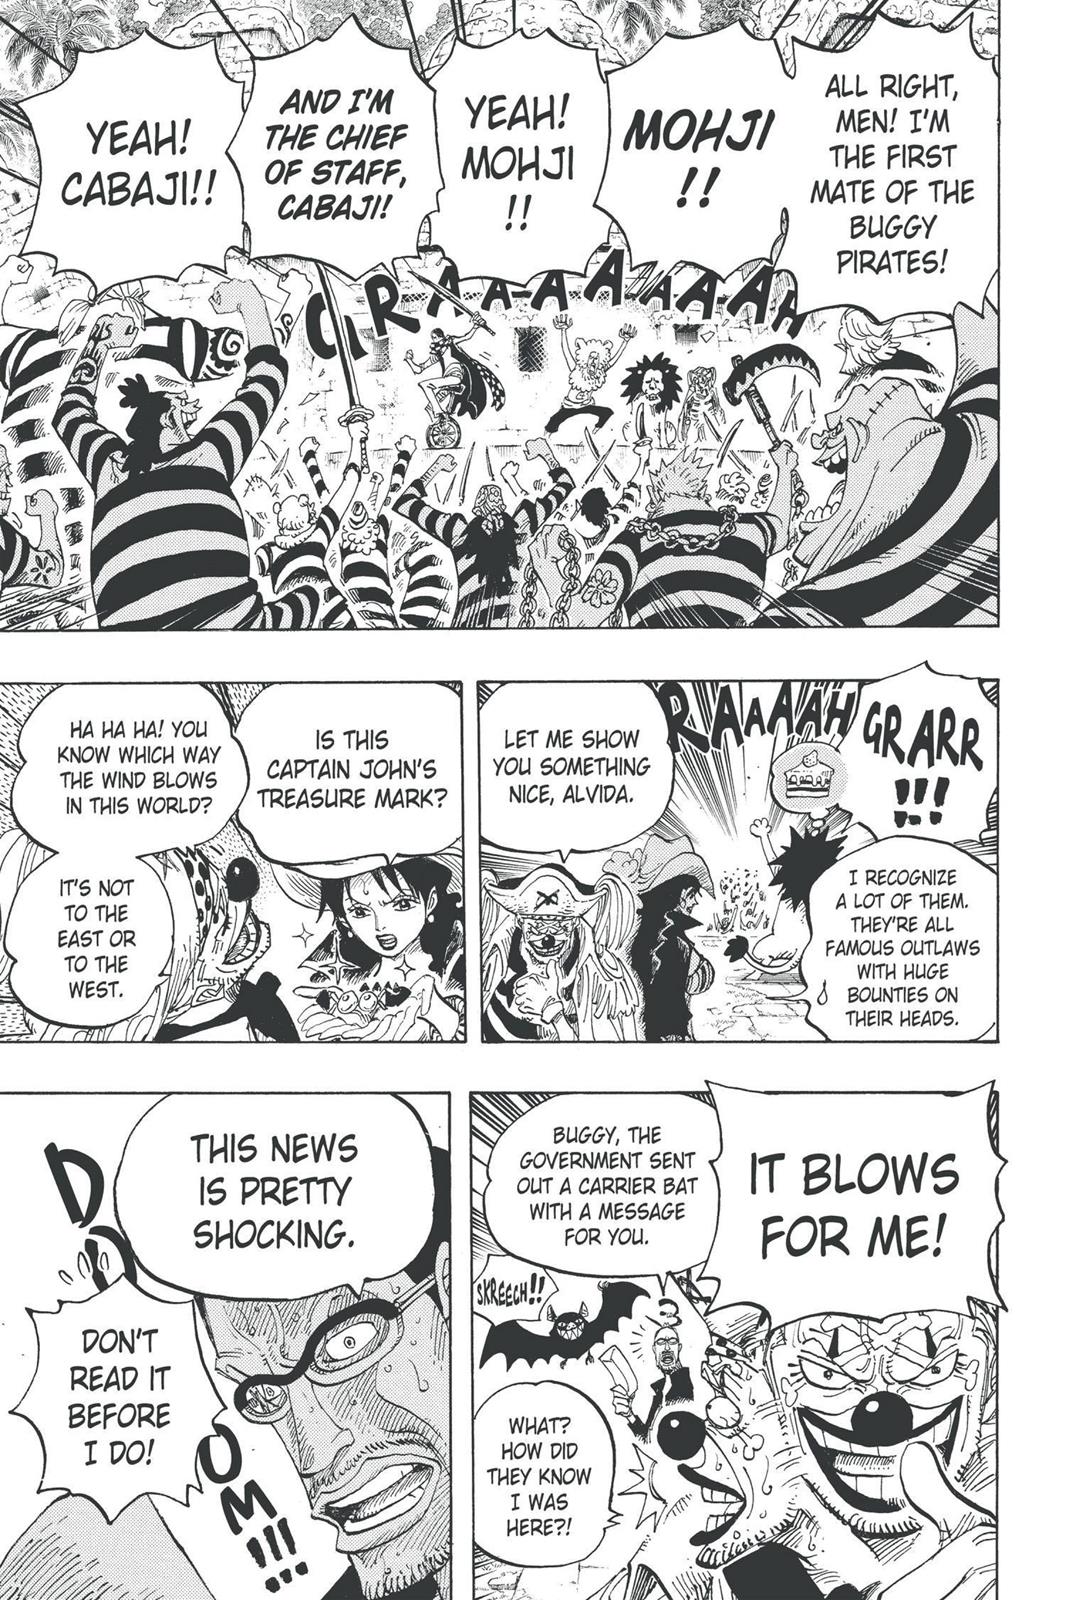 ALL RIGHT,
MEN! I'M
THE FIRST
MATE OF THE
BUGGY
PIRATES!
MOHJI
!!
YEAH!
MOHJI
!!
AND I'M
THE CHIEF
OF STAFF,
CABAJI!
YEAH!
CABAJI!!
GRAAAAAAAH
GRARR
!!!
RAAAAAH
I RECOGNIZE
A LOT OF THEM.
THEY'RE ALL
FAMOUS OUTLAWS
WITH HUGE
BOUNTIES ON
THEIR HEADS.
LET ME SHOW
YOU SOMETHING
NICE, ALVIDA.
IS THIS
CAPTAIN JOHN'S
TREASURE MARK?
HA HA HA! YOU
KNOW WHICH WAY
THE WIND BLOWS
IN THIS WORLD?
IT'S NOT
TO THE
EAST OR
TO THE
WEST.
IT BLOWS
FOR ME!
BUGGY, THE
GOVERNMENT SENT
OUT A CARRIER BAT
WITH A MESSAGE
FOR YOU.
SKREECH!!
WHAT?
HOW DID
THEY KNOW
I WAS
HERE?!
THIS NEWS
IS PRETTY
SHOCKING.
DON'T
READ IT
BEFORE
I DO!